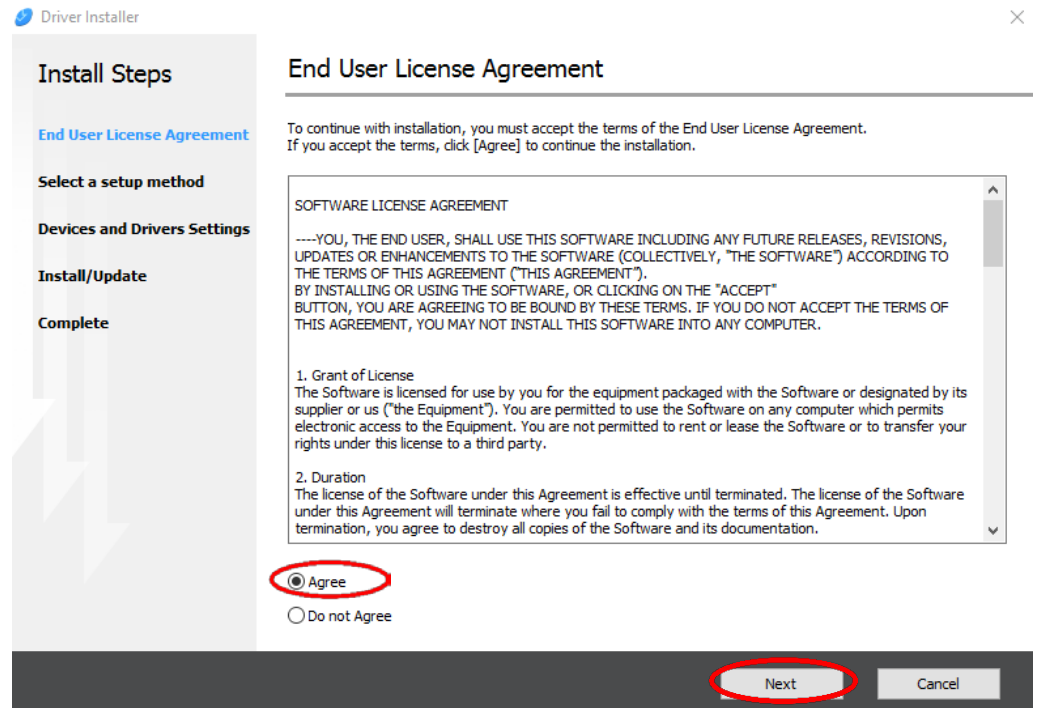 Driver Installer
Install Steps
End User License Agreement
Select a setup method
Devices and Drivers Settings
Install/Update
Complete
End User License Agreement
To continue with installation, you must accept the terms of the End User License Agreement.
If you accept the terms, click [Agree] to continue the installation.
SOFTWARE LICENSE AGREEMENT
----YOU, THE END USER, SHALL USE THIS SOFTWARE INCLUDING ANY FUTURE RELEASES, REVISIONS,
UPDATES OR ENHANCEMENTS TO THE SOFTWARE (COLLECTIVELY, "THE SOFTWARE") ACCORDING TO
THE TERMS OF THIS AGREEMENT ("THIS AGREEMENT").
BY INSTALLING OR USING THE SOFTWARE, OR CLICKING ON THE "ACCEPT"
BUTTON, YOU ARE AGREEING TO BE BOUND BY THESE TERMS. IF YOU DO NOT ACCEPT THE TERMS OF
THIS AGREEMENT, YOU MAY NOT INSTALL THIS SOFTWARE INTO ANY COMPUTER.
1. Grant of License
The Software is licensed for use by you for the equipment packaged with the Software or designated by its
supplier or us ("the Equipment"). You are permitted to use the Software on any computer which permits
electronic access to the Equipment. You are not permitted to rent or lease the Software or to transfer your
rights under this license to a third party.
2. Duration
The license of the Software under this Agreement is effective until terminated. The license of the Software
under this Agreement will terminate where you fail to comply with the terms of this Agreement. Upon
termination, you agree to destroy all copies of the Software and its documentation.
Agree
Do not Agree
Next
Cancel